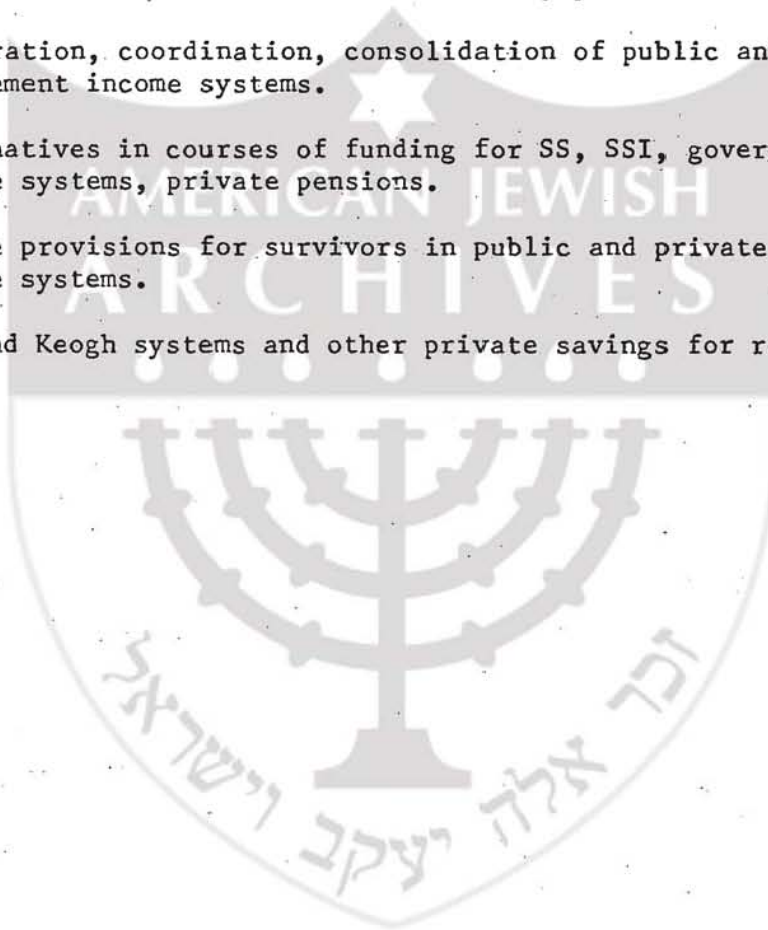 ration, coordination, consolidation of public an
ement income systems.
natives in courses of funding for SS, SSI, gover
e systems, private pensions.
AMERICAN JEWISH
e provisions for survivors in public and private
e systems.
ARCHIVES
nd Keogh systems and other private savings for r
זכר אלה יעקב וישראל